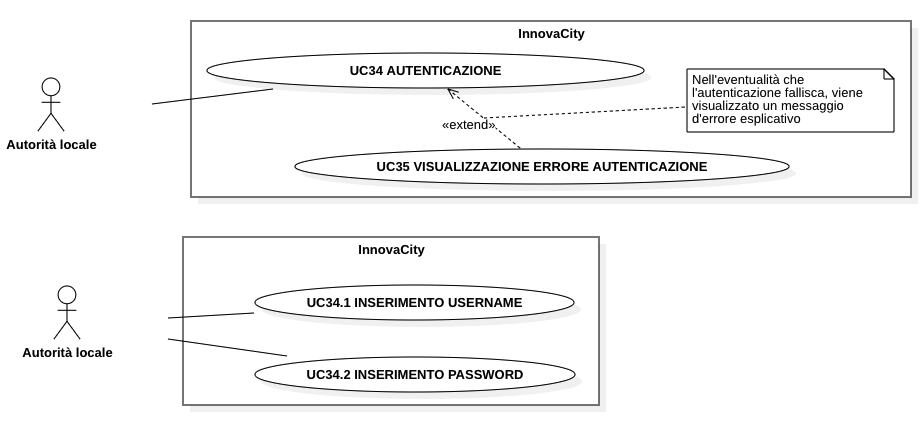 InnovaCity
UC34 AUTENTICAZIONE
Nell'eventualità che
l'autenticazione fallisca, viene
visualizzato un messaggio
d'errore esplicativo
«extend»
Autorità locale
UC35 VISUALIZZAZIONE ERRORE AUTENTICAZIONE
InnovaCity
UC34.1 INSERIMENTO USERNAME
Autorità locale
UC34.2 INSERIMENTO PASSWORD